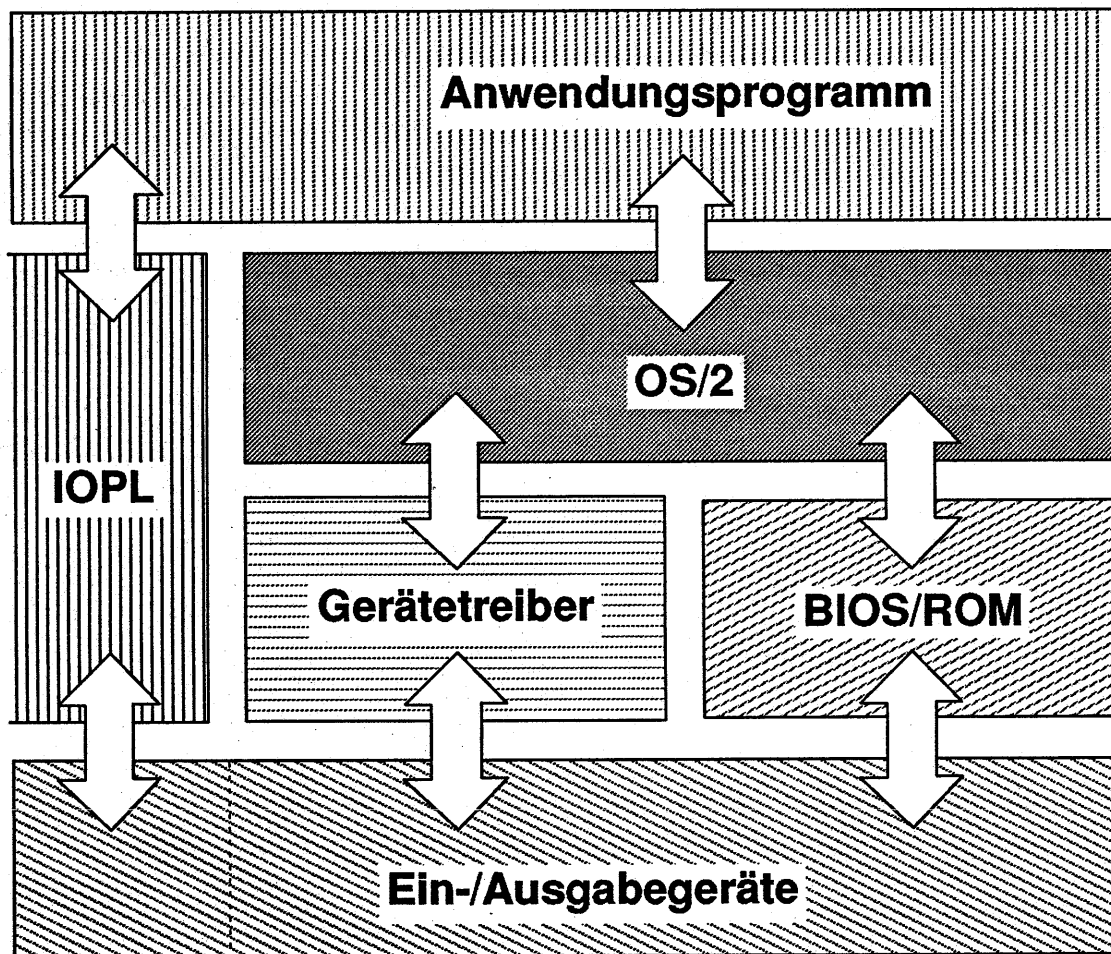 Anwendungsprogramm
OS/2
IOPL
Gerätetreiber
BIOS/ROM
Ein-/Ausgabegeräte